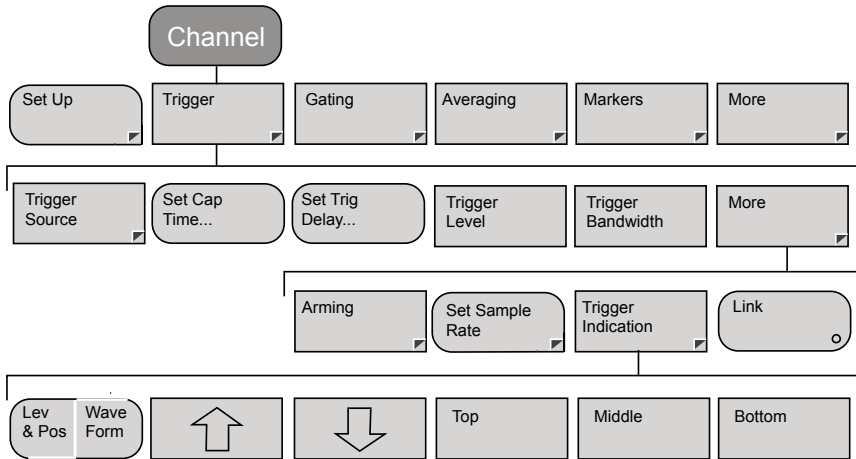 Channel
Set Up
Trigger
Gating
Averaging
Markers
More
Trigger
Source
Set Cap
Time...
Set Trig
Delay...
Trigger
Level
Trigger
Bandwidth
More
Arming
Set Sample
Rate
Trigger
Indication
Link
Lev
& Pos
Wave
Form
Top
Middle
Bottom